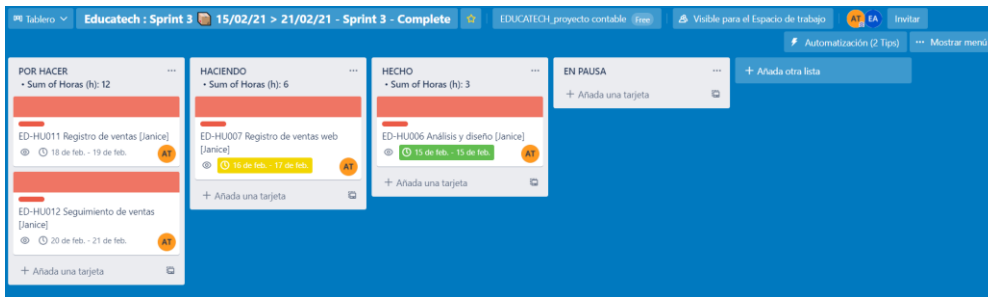 Tablero
Educatech : Sprint 3 15/02/21 > 21/02/21 - Sprint 3 - Complete
EDUCATECH_proyecto contable Free
Visible para el Espacio de trabajo
AT EA
Invitar
Automatización (2 Tips)
··· Mostrar menú
POR HACER ···
• Sum of Horas (h): 12
ED-HU011 Registro de ventas [Janice]
18 de feb. - 19 de feb.
AT
ED-HU012 Seguimiento de ventas
[Janice]
20 de feb. - 21 de feb.
AT
+ Añada una tarjeta
HACIENDO ···
• Sum of Horas (h): 6
ED-HU007 Registro de ventas web
[Janice]
16 de feb. - 17 de feb.
AT
+ Añada una tarjeta
HECHO ···
• Sum of Horas (h): 3
ED-HU006 Análisis y diseño [Janice]
15 de feb. - 15 de feb.
AT
+ Añada una tarjeta
EN PAUSA ···
+ Añada una tarjeta
+ Añada otra lista